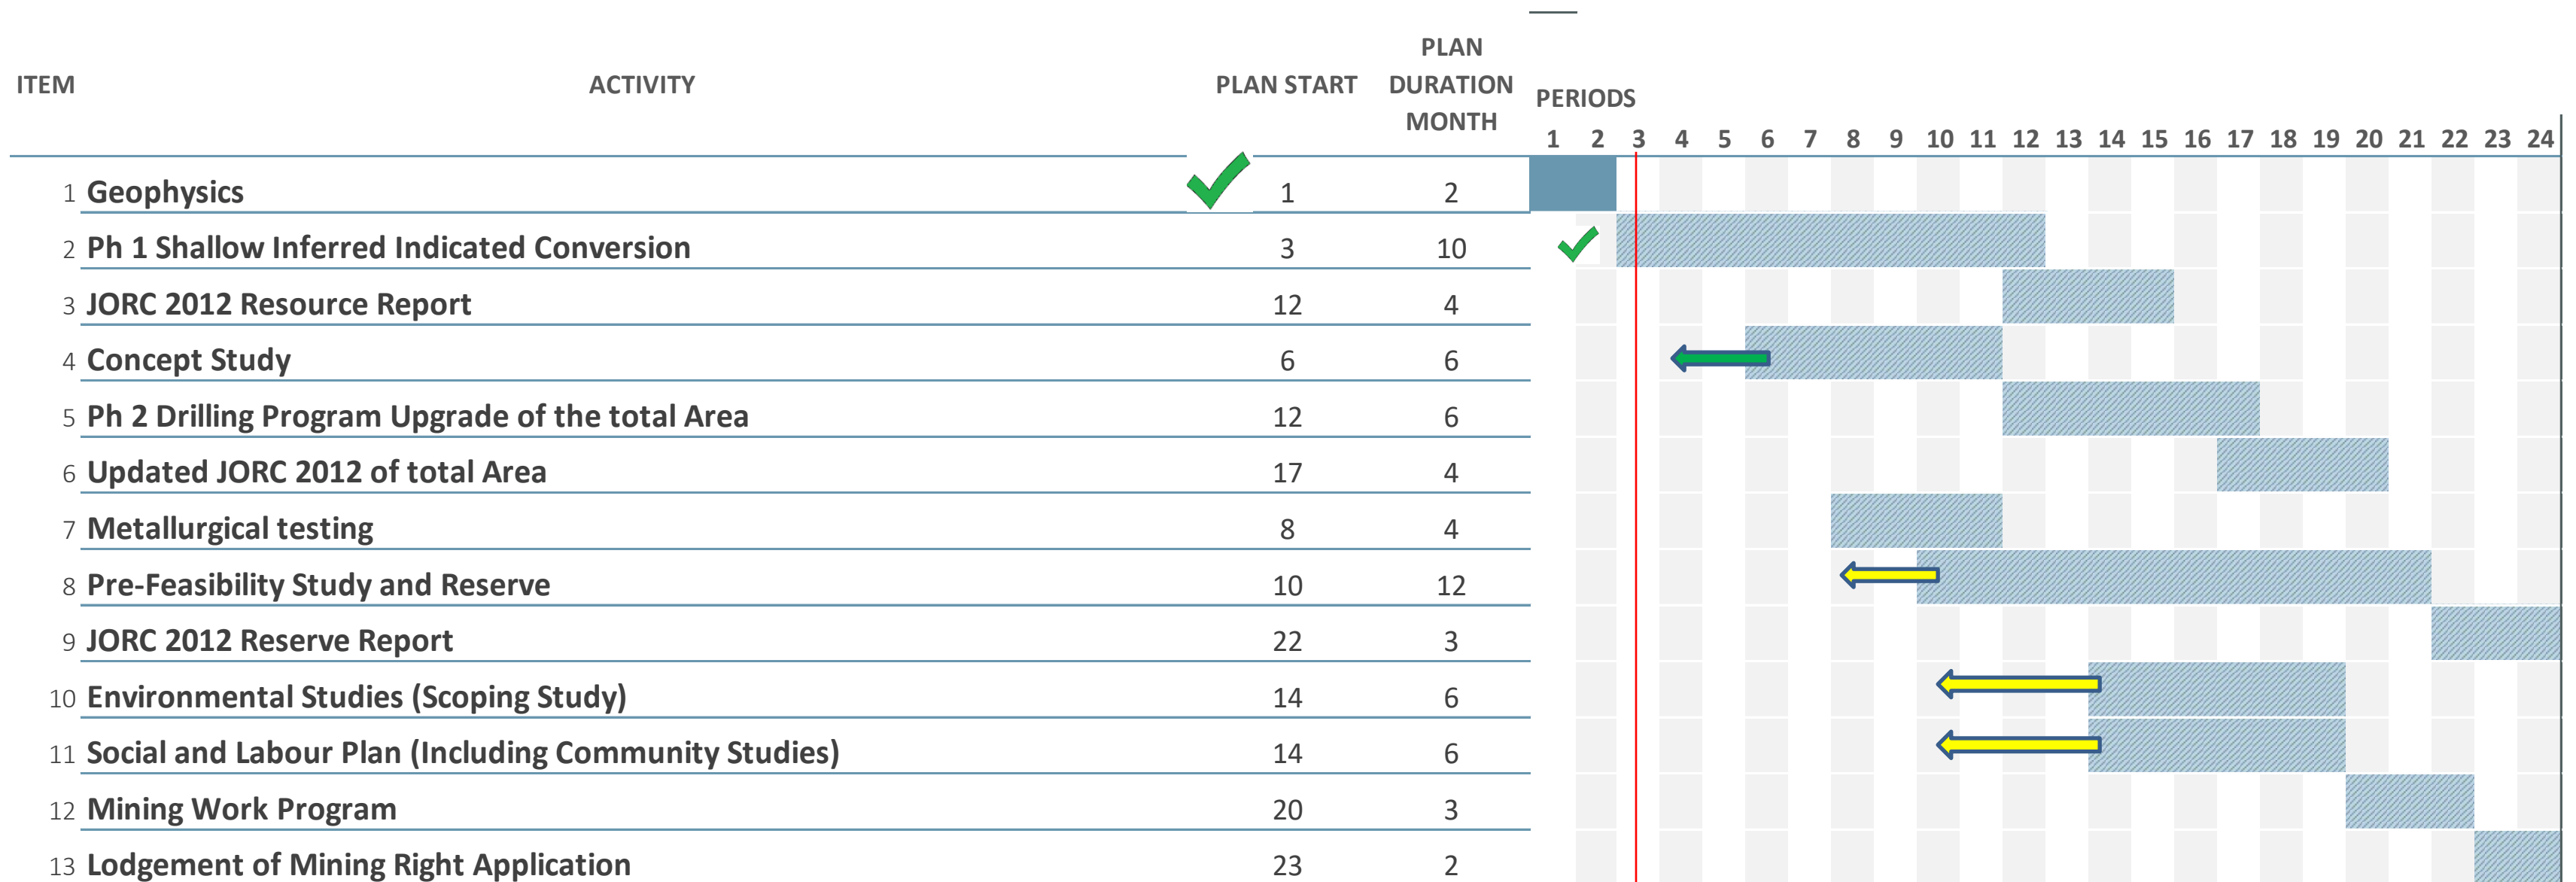 ITEM ACTIVITY PLAN START PLAN DURATION MONTH PERIODS
1 2 3 4 5 6 7 8 9 10 11 12 13 14 15 16 17 18 19 20 21 22 23 24
1 Geophysics 1 2
2 Ph 1 Shallow Inferred Indicated Conversion 3 10
3 JORC 2012 Resource Report 12 4
4 Concept Study 6 6
5 Ph 2 Drilling Program Upgrade of the total Area 12 6
6 Updated JORC 2012 of total Area 17 4
7 Metallurgical testing 8 4
8 Pre-Feasibility Study and Reserve 10 12
9 JORC 2012 Reserve Report 22 3
10 Environmental Studies (Scoping Study) 14 6
11 Social and Labour Plan (Including Community Studies) 14 6
12 Mining Work Program 20 3
13 Lodgement of Mining Right Application 23 2